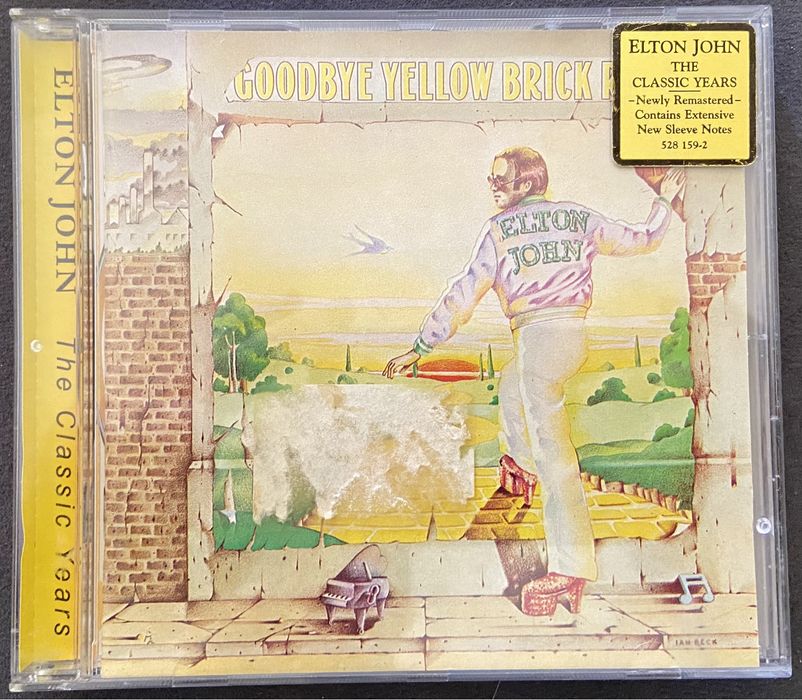 ELTON JOHN The Classic Years
GOODBYE YELLOW BRICK
ELTON JOHN
THE
CLASSIC YEARS
–Newly Remastered–
Contains Extensive
New Sleeve Notes
528 159-2
ELTON
JOHN
IAN BECK